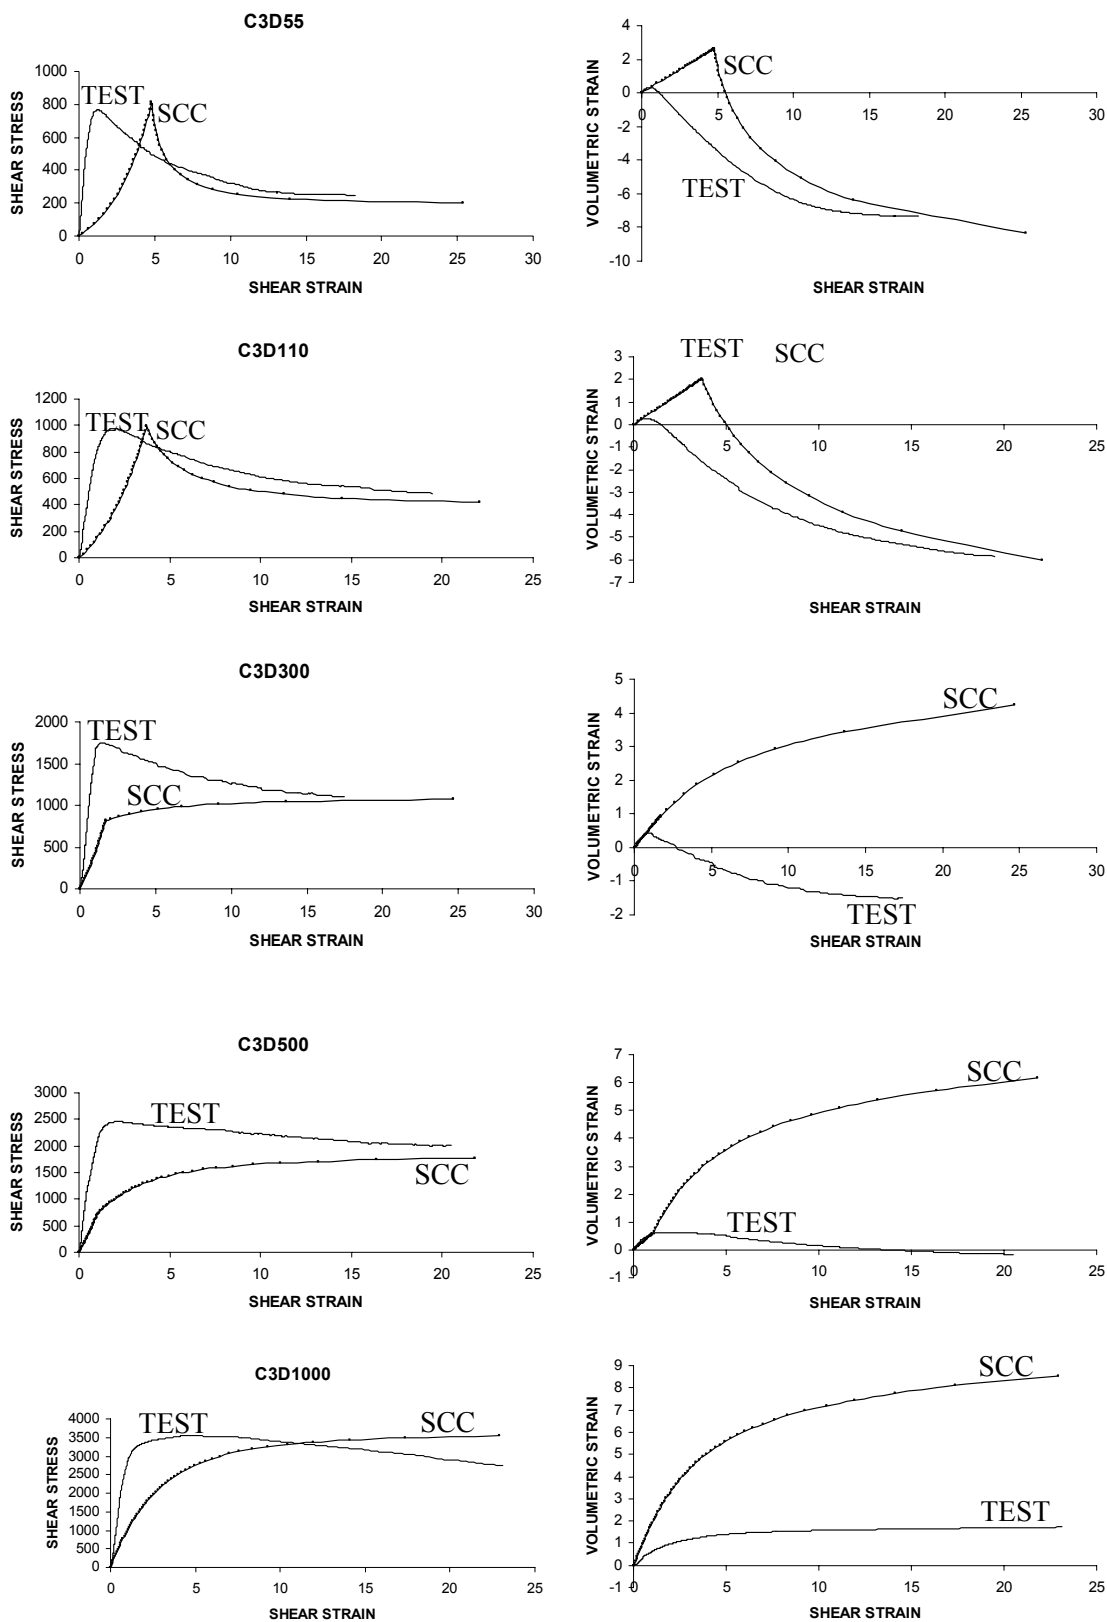 C3D55
SHEAR STRESS
1000
800
600
400
200
0
TEST
SCC
0 5 10 15 20 25 30
SHEAR STRAIN
VOLUMETRIC STRAIN
4
2
0
-2
-4
-6
-8
-10
SCC
TEST
0 5 10 15 20 25 30
SHEAR STRAIN
C3D110
SHEAR STRESS
1200
1000
800
600
400
200
0
TEST
SCC
0 5 10 15 20 25
SHEAR STRAIN
TEST SCC
VOLUMETRIC STRAIN
3
2
1
0
-1
-2
-3
-4
-5
-6
-7
0 5 10 15 20 25
SHEAR STRAIN
C3D300
SHEAR STRESS
2000
1500
1000
500
0
TEST
SCC
0 5 10 15 20 25 30
SHEAR STRAIN
VOLUMETRIC STRAIN
5
4
3
2
1
0
-1
-2
SCC
TEST
0 5 10 15 20 25 30
SHEAR STRAIN
C3D500
SHEAR STRESS
3000
2500
2000
1500
1000
500
0
TEST
SCC
0 5 10 15 20 25
SHEAR STRAIN
VOLUMETRIC STRAIN
7
6
5
4
3
2
1
0
-1
SCC
TEST
0 5 10 15 20 25
SHEAR STRAIN
C3D1000
SHEAR STRESS
4000
3500
3000
2500
2000
1500
1000
500
0
TEST
SCC
0 5 10 15 20 25
SHEAR STRAIN
VOLUMETRIC STRAIN
9
8
7
6
5
4
3
2
1
0
-1
SCC
TEST
0 5 10 15 20 25
SHEAR STRAIN